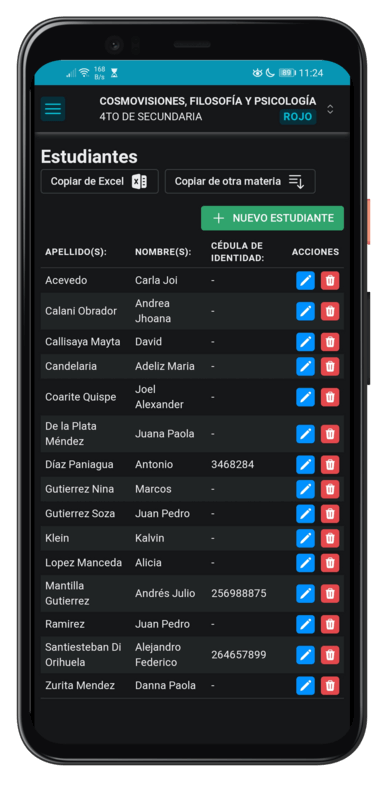 168
B/s
89
11:24
COSMOVISIONES, FILOSOFÍA Y PSICOLOGÍA
4TO DE SECUNDARIA
ROJO
Estudiantes
Copiar de Excel
Copiar de otra materia
+ NUEVO ESTUDIANTE
APELLIDO(S): NOMBRE(S): CÉDULA DE IDENTIDAD: ACCIONES
Acevedo Carla Joi -
Calani Obrador Andrea Jhoana -
Callisaya Mayta David -
Candelaria Adeliz Maria -
Coarite Quispe Joel Alexander -
De la Plata Méndez Juana Paola -
Díaz Paniagua Antonio 3468284
Gutierrez Nina Marcos -
Gutierrez Soza Juan Pedro -
Klein Kalvin -
Lopez Manceda Alicia -
Mantilla Gutierrez Andrés Julio 256988875
Ramirez Juan Pedro -
Santiesteban Di Orihuela Alejandro Federico 264657899
Zurita Mendez Danna Paola -